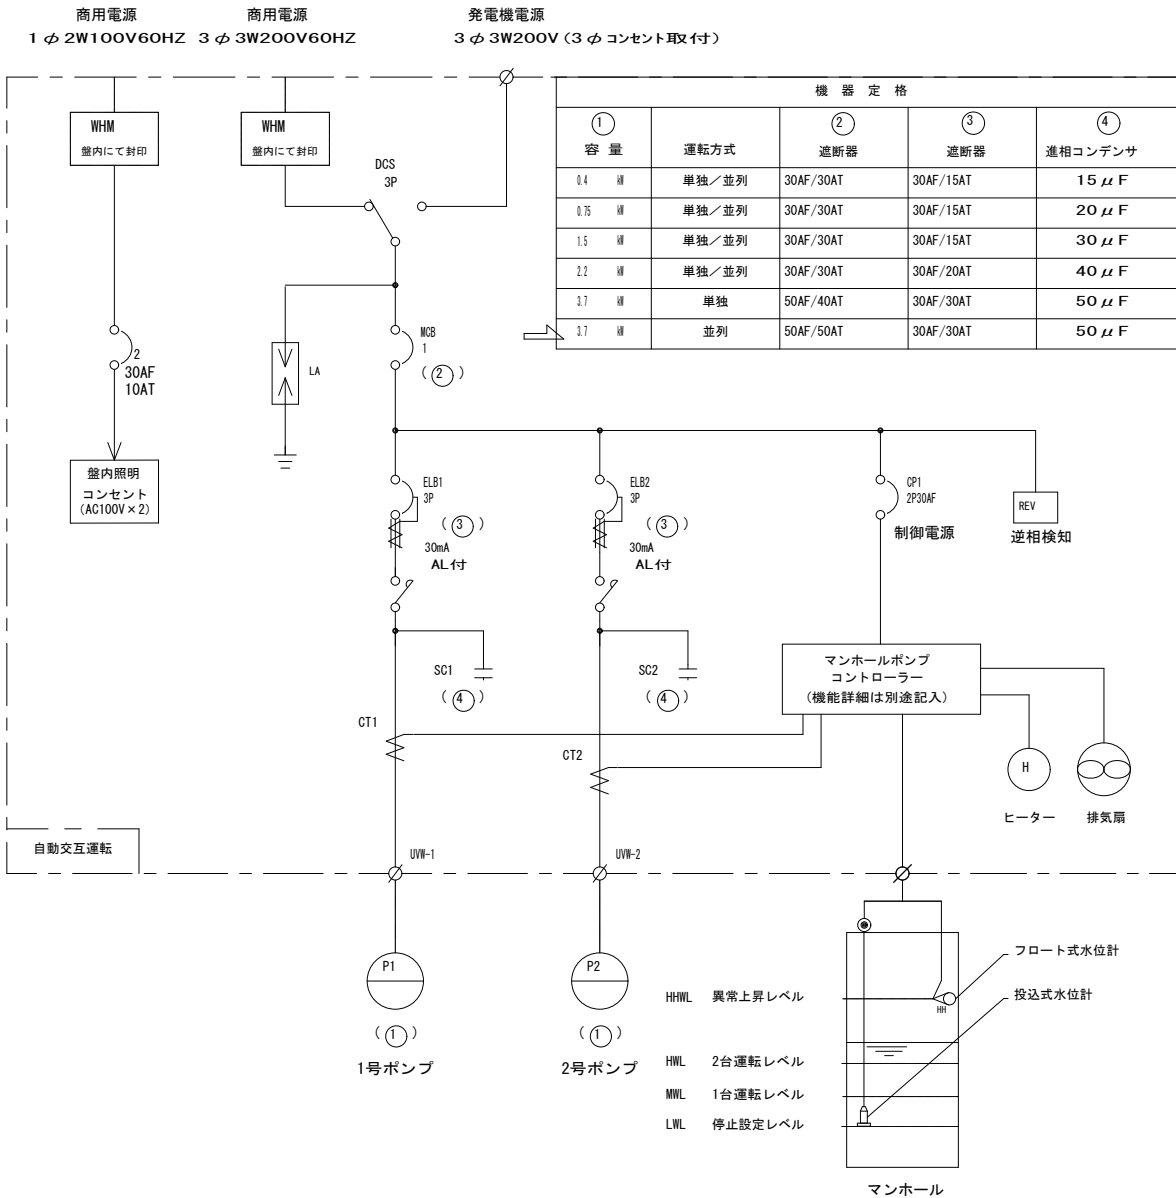 商用電源
1φ2W100V60HZ
商用電源
3φ3W200V60HZ
発電機電源
3φ3W200V(3φコンセント取付)
機 器 定 格
① ② ③ ④
容 量 運転方式 遮断器 遮断器 進相コンデンサ
0.4 kW 単独/並列 30AF/30AT 30AF/15AT 15μF
0.75 kW 単独/並列 30AF/30AT 30AF/15AT 20μF
1.5 kW 単独/並列 30AF/30AT 30AF/15AT 30μF
2.2 kW 単独/並列 30AF/30AT 30AF/20AT 40μF
3.7 kW 単独 50AF/40AT 30AF/30AT 50μF
3.7 kW 並列 50AF/50AT 30AF/30AT 50μF
WHM
盤内にて封印
WHM
盤内にて封印
DCS
3P
2
30AF
10AT
LA
MCB
1
(②)
盤内照明
コンセント
(AC100V×2)
ELB1
3P
(③)
30mA
AL付
ELB2
3P
(③)
30mA
AL付
CP1
2P30AF
制御電源
REV
逆相検知
SC1
(④)
SC2
(④)
マンホールポンプ
コントローラー
(機能詳細は別途記入)
CT1
CT2
H
ヒーター
排気扇
自動交互運転
UVW-1
UVW-2
P1
(①)
1号ポンプ
P2
(①)
2号ポンプ
フロート式水位計
投込式水位計
HH
HHWL 異常上昇レベル
HWL 2台運転レベル
MWL 1台運転レベル
LWL 停止設定レベル
マンホール